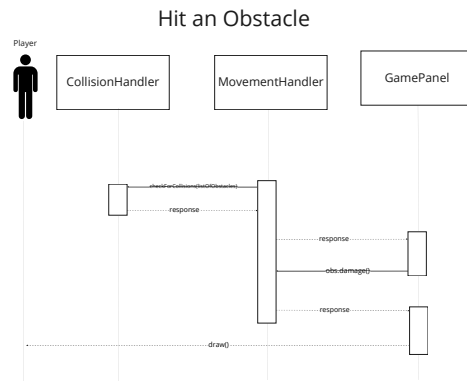 Hit an Obstacle
Player
CollisionHandler
MovementHandler
GamePanel
checkForCollisions(listOfObstacles)
response
response
obs.damage()
response
draw()